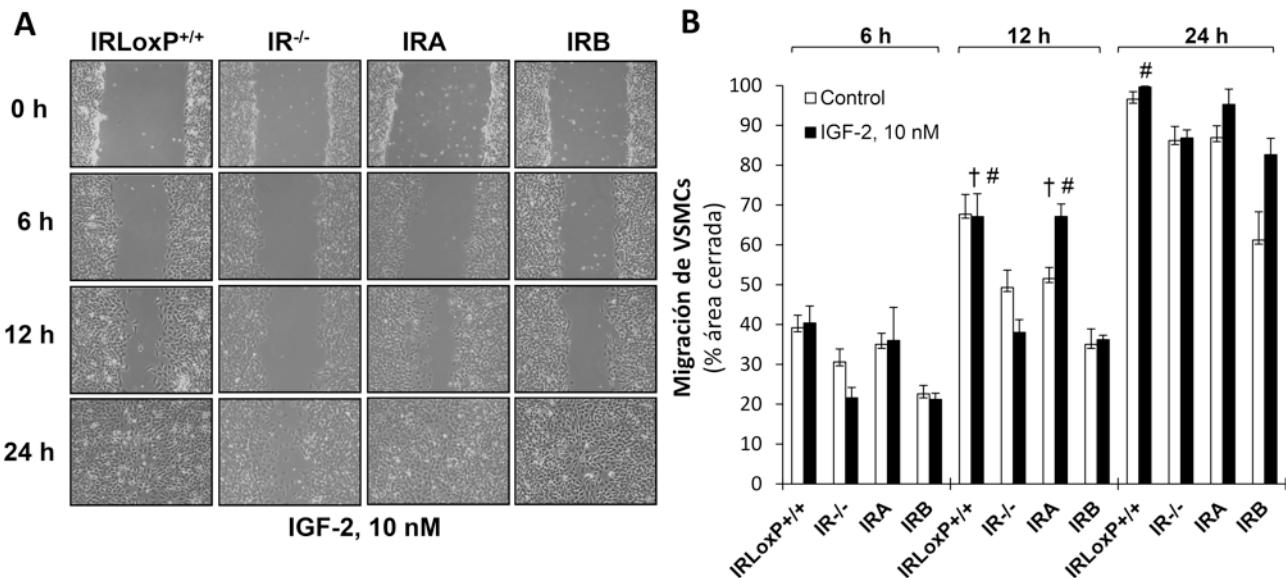 A
IRLoxP+/+ IR-/- IRA IRB
0 h
6 h
12 h
24 h
IGF-2, 10 nM
B
6 h 12 h 24 h
Control
IGF-2, 10 nM
Migración de VSMCs
(% área cerrada)
100
90
80
70
60
50
40
30
20
10
0
#
† #
† #
IRLoxP+/+ IR-/- IRA IRB IRLoxP+/+ IR-/- IRA IRB IRLoxP+/+ IR-/- IRA IRB